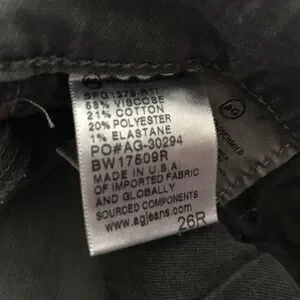 58% VISCOSE
21% COTTON
20% POLYESTER
1% ELASTANE
PO#AG-30294
BW17509R
MADE IN U.S.A.
OF IMPORTED FABRIC
AND GLOBALLY
SOURCED COMPONENTS
www.agjeans.com
26R